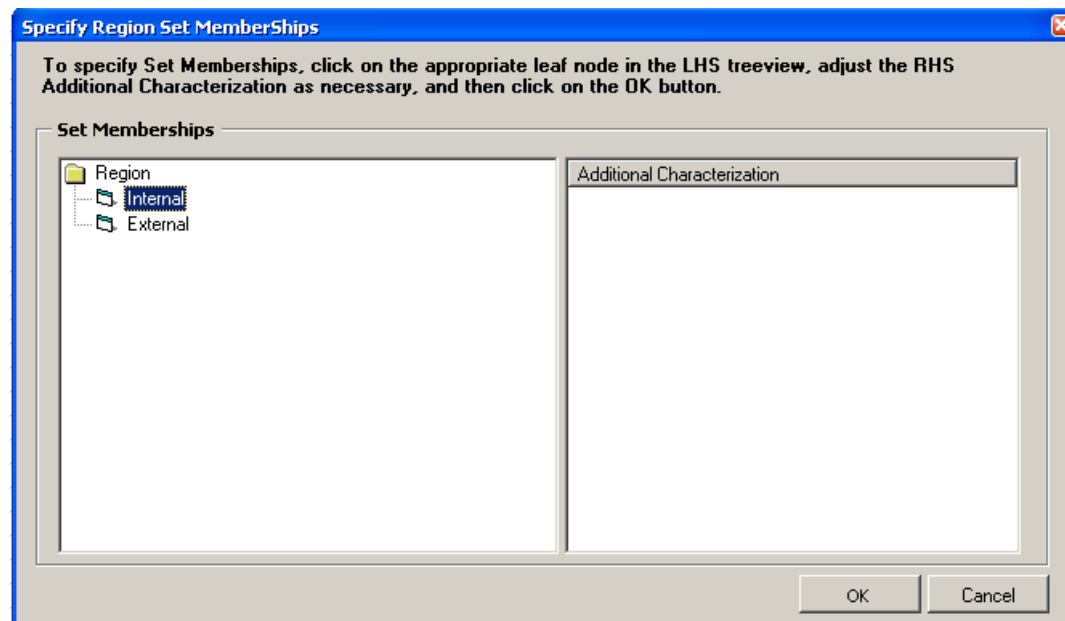 Specify Region Set MemberShips
To specify Set Memberships, click on the appropriate leaf node in the LHS treeview, adjust the RHS
Additional Characterization as necessary, and then click on the OK button.
Set Memberships
Region
Internal
External
Additional Characterization
OK
Cancel